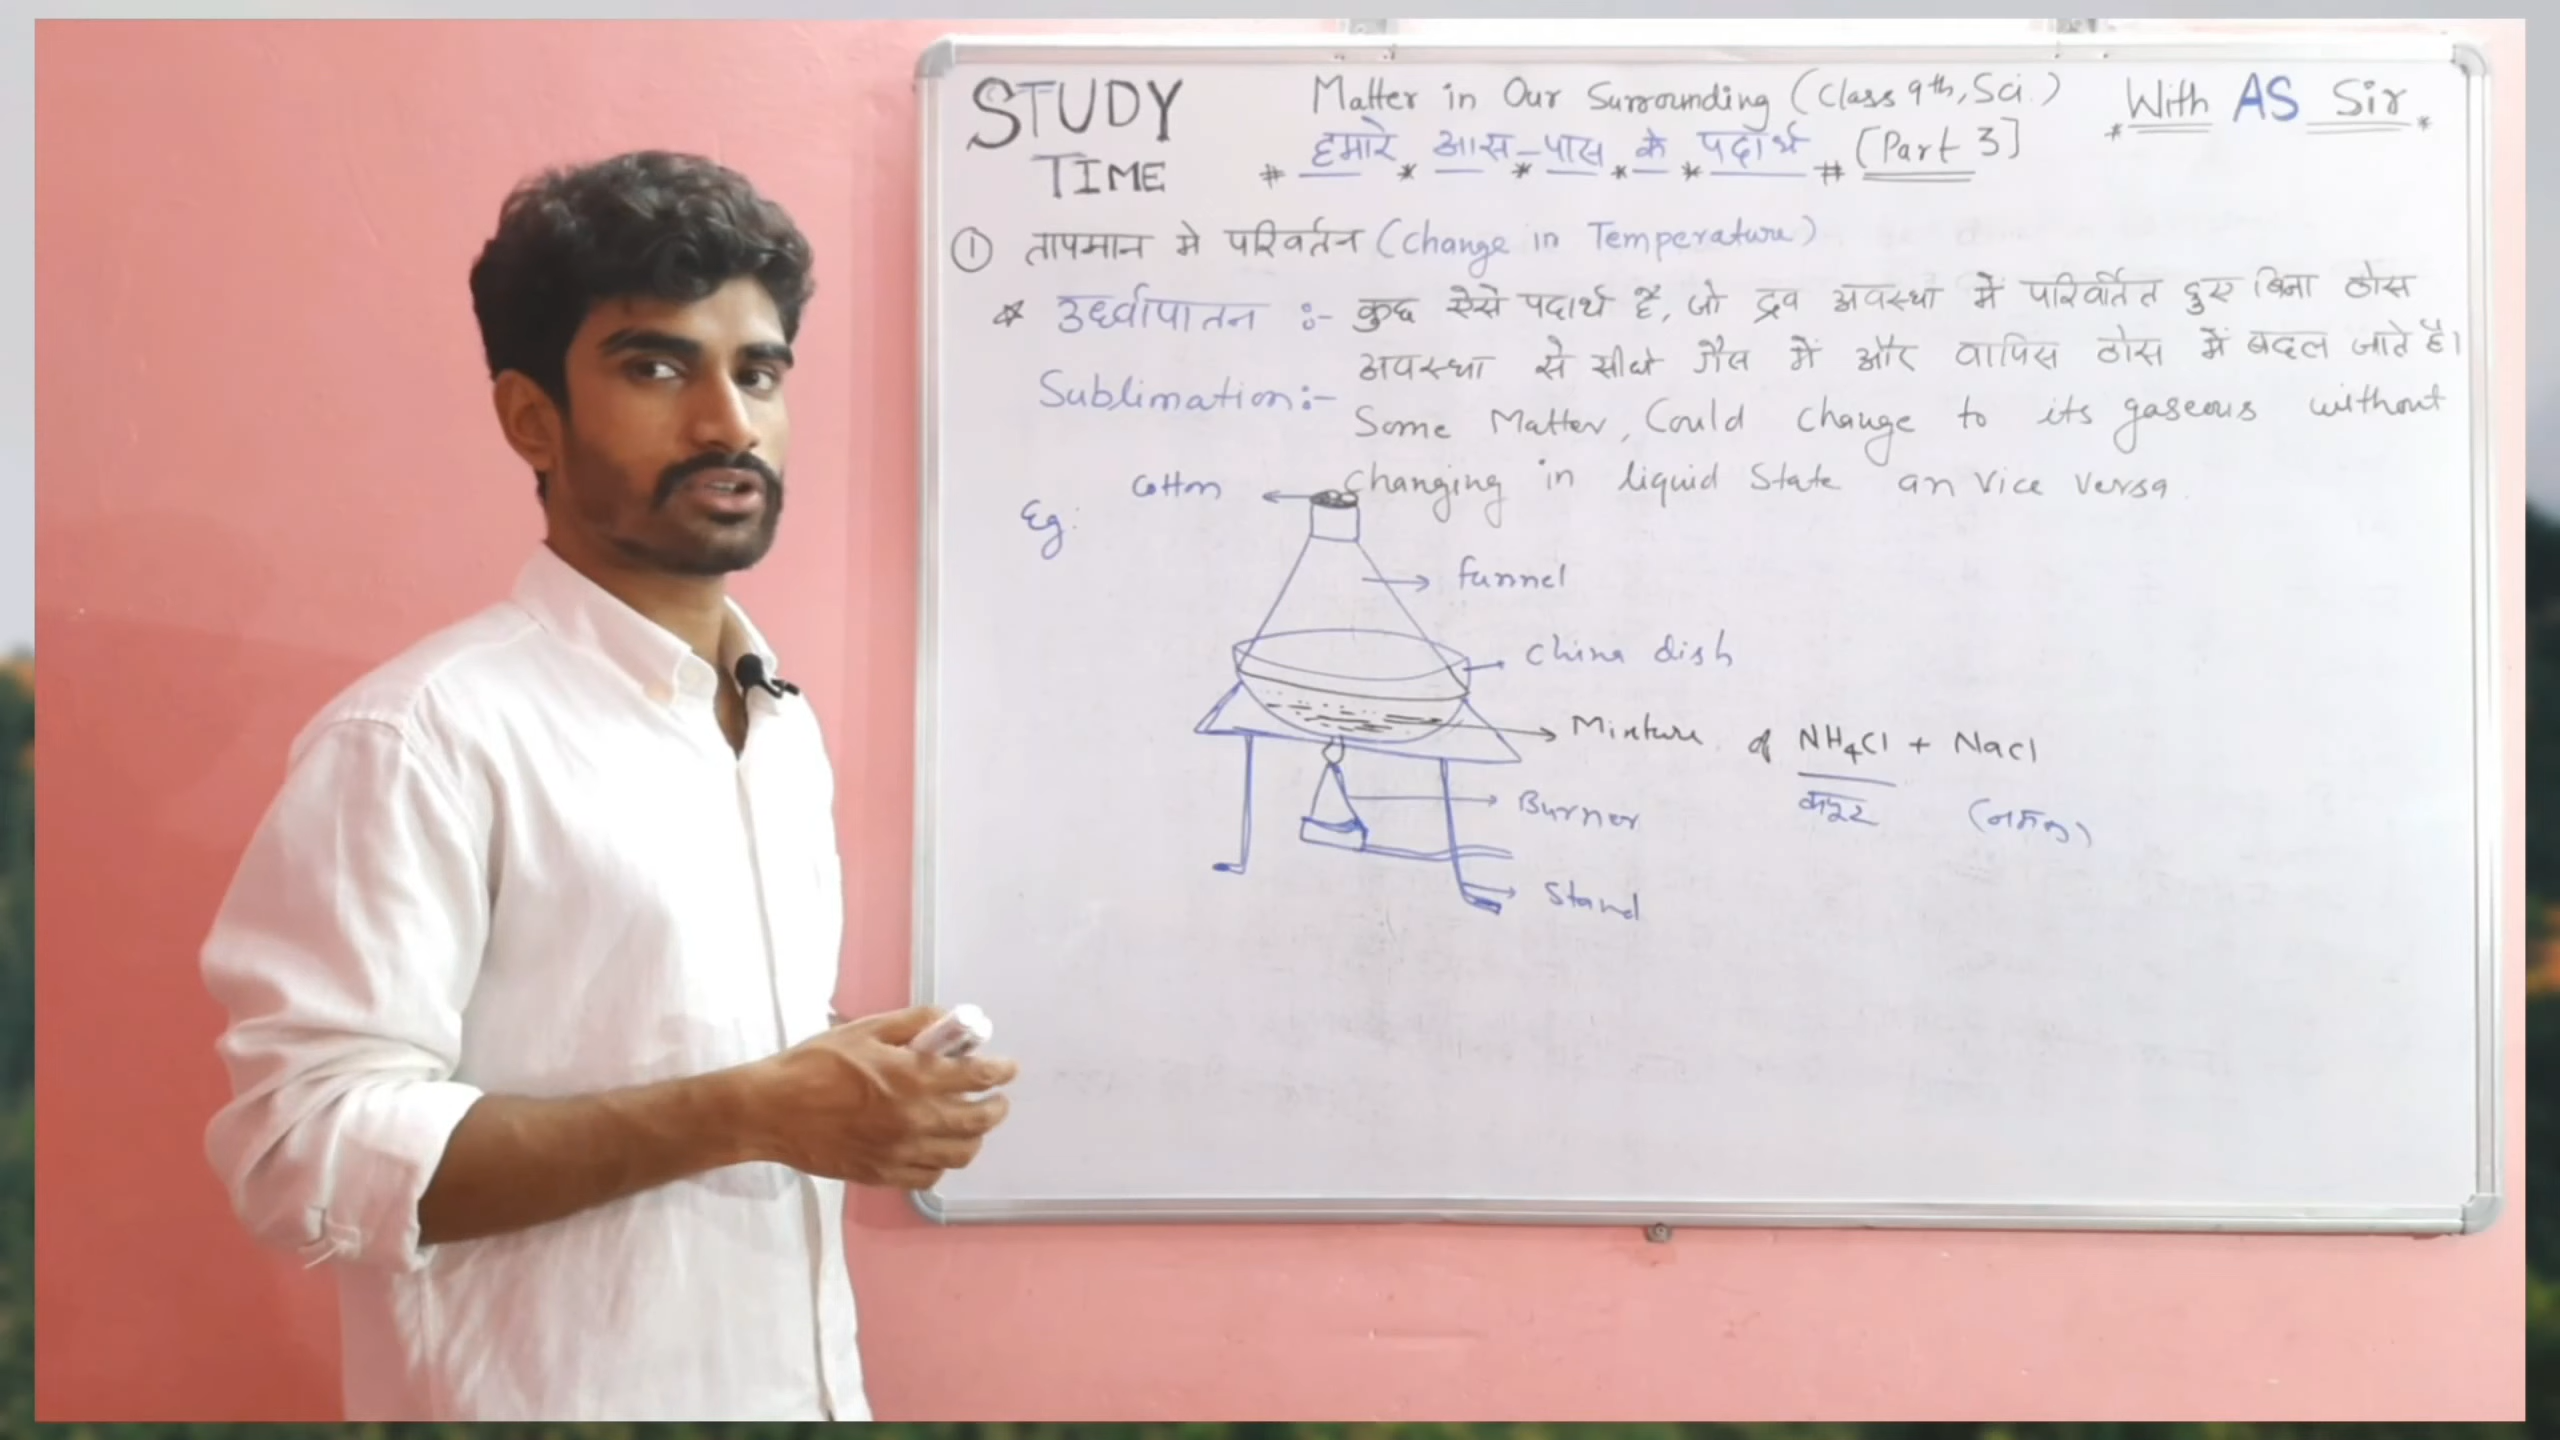 STUDY
TIME
Matter in Our Surrounding (Class 9th, Sci.)
With AS Sir
# हमारे * आस - पास * के * पदार्थ # [Part 3]
① तापमान मे परिवर्तन (Change in Temperature)
* उर्ध्वापातन :- कुछ ऐसे पदार्थ है, जो द्रव अवस्था में परिवर्तित हुए बिना ठोस
अवस्था से सीधे गैस में और वापिस ठोस में बदल जाते है।
Sublimation:-
Some Matter, Could change to its gaseous without
Changing in liquid State an vice versa
Eg:
Cotton
funnel
China dish
Mixture of NH4Cl + NaCl
कपूर (नमक)
Burner
Stand